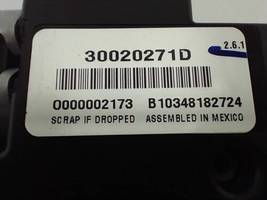 30020271D
2.6.1
0000002173 B10348182724
SCRAP IF DROPPED ASSEMBLED IN MEXICO